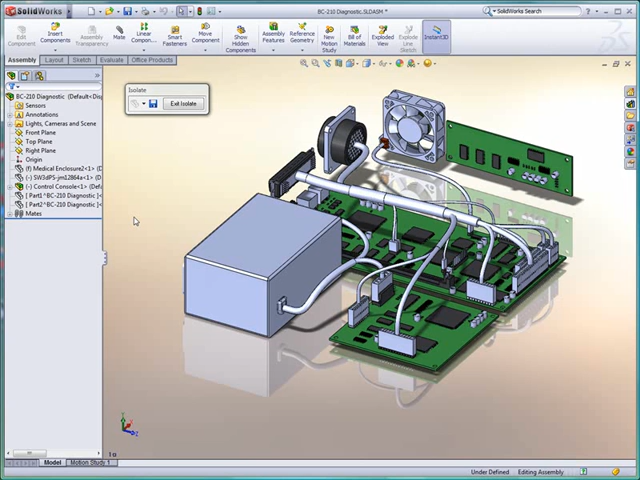 SolidWorks
BC-210 Diagnostic.SLDASM *
SolidWorks Search
Edit Component
Insert Components
Assembly Transparency
Mate
Linear Compon...
Smart Fasteners
Move Component
Show Hidden Components
Assembly Features
Reference Geometry
New Motion Study
Bill of Materials
Exploded View
Explode Line Sketch
Instant3D
Assembly
Layout
Sketch
Evaluate
Office Products
Isolate
Exit Isolate
BC-210 Diagnostic (Default<Dis
Sensors
Annotations
Lights, Cameras and Scene
Front Plane
Top Plane
Right Plane
Origin
(f) Medical Enclosure2<1> (D
(-) SW3dPS-jm12864a<1> (
(-) Control Console<1> (Defa
[ Part1^BC-210 Diagnostic ]<
[ Part2^BC-210 Diagnostic ]<
Mates
Model
Motion Study 1
Under Defined
Editing Assembly